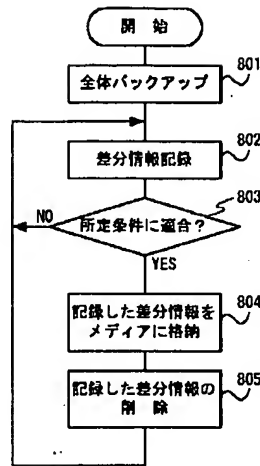 開 始
801
全体バックアップ
802
差分情報記録
803
所定条件に適合?
NO
YES
804
記録した差分情報を
メディアに格納
805
記録した差分情報の
削 除